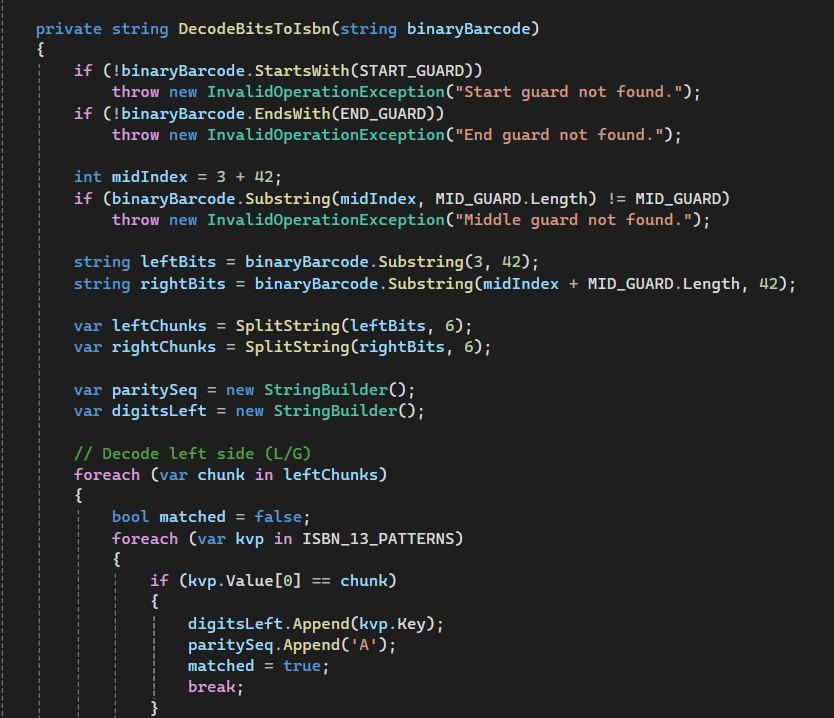 private string DecodeBitsToIsbn(string binaryBarcode)
{
    if (!binaryBarcode.StartsWith(START_GUARD))
        throw new InvalidOperationException("Start guard not found.");
    if (!binaryBarcode.EndsWith(END_GUARD))
        throw new InvalidOperationException("End guard not found.");

    int midIndex = 3 + 42;
    if (binaryBarcode.Substring(midIndex, MID_GUARD.Length) != MID_GUARD)
        throw new InvalidOperationException("Middle guard not found.");

    string leftBits = binaryBarcode.Substring(3, 42);
    string rightBits = binaryBarcode.Substring(midIndex + MID_GUARD.Length, 42);

    var leftChunks = SplitString(leftBits, 6);
    var rightChunks = SplitString(rightBits, 6);

    var paritySeq = new StringBuilder();
    var digitsLeft = new StringBuilder();

    // Decode left side (L/G)
    foreach (var chunk in leftChunks)
    {
        bool matched = false;
        foreach (var kvp in ISBN_13_PATTERNS)
        {
            if (kvp.Value[0] == chunk)
            {
                digitsLeft.Append(kvp.Key);
                paritySeq.Append('A');
                matched = true;
                break;
            }